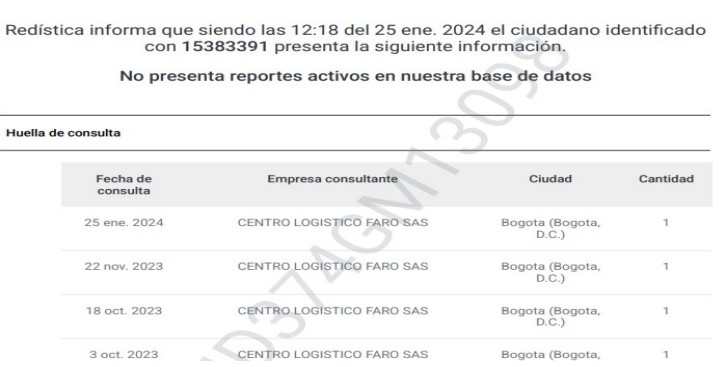 Redística informa que siendo las 12:18 del 25 ene. 2024 el ciudadano identificado
con 15383391 presenta la siguiente información.
No presenta reportes activos en nuestra base de datos
Huella de consulta
Fecha de consulta Empresa consultante Ciudad Cantidad
25 ene. 2024 CENTRO LOGISTICO FARO SAS Bogota (Bogota, D.C.) 1
22 nov. 2023 CENTRO LOGISTICO FARO SAS Bogota (Bogota, D.C.) 1
18 oct. 2023 CENTRO LOGISTICO FARO SAS Bogota (Bogota, D.C.) 1
3 oct. 2023 CENTRO LOGISTICO FARO SAS Bogota (Bogota, 1